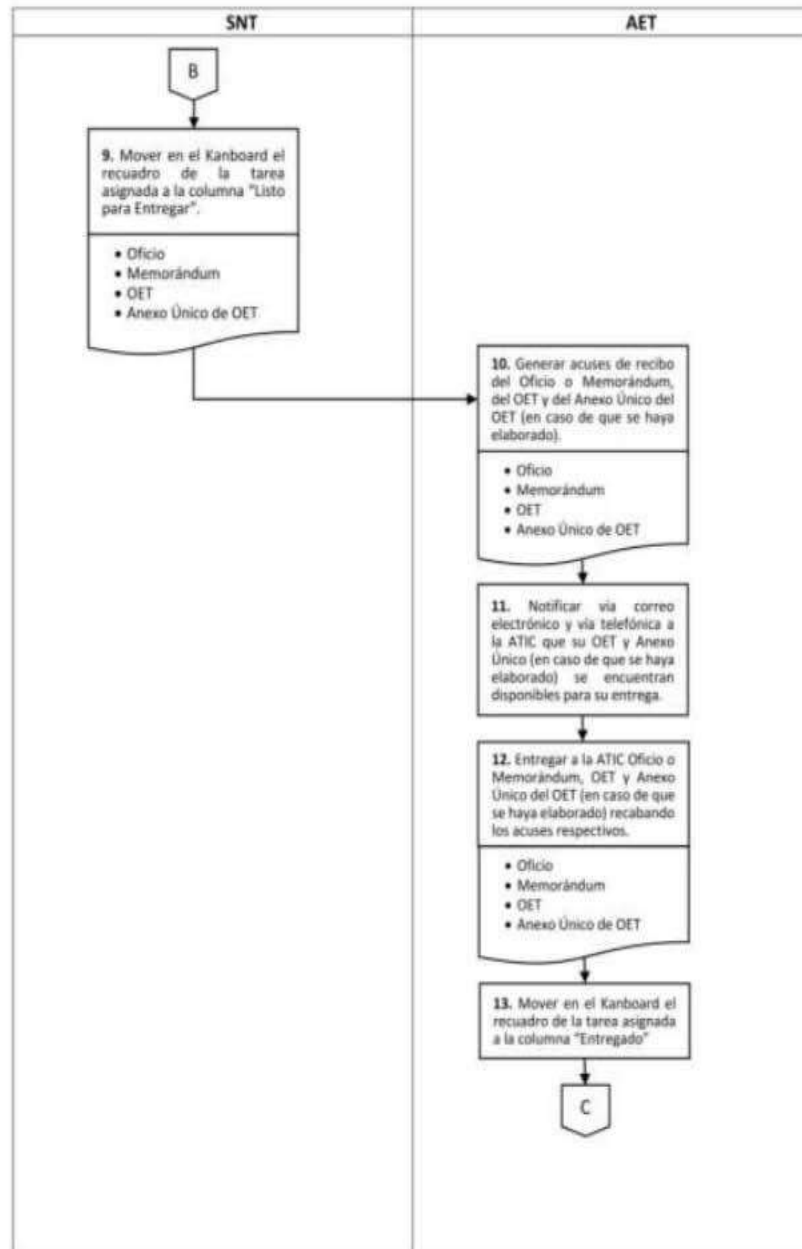 SNT
AET
B
9. Mover en el Kanboard el
recuadro de la tarea
asignada a la columna "Listo
para Entregar".
• Oficio
• Memorándum
• OET
• Anexo Único de OET
10. Generar acuses de recibo
del Oficio o Memorándum,
del OET y del Anexo Único del
OET (en caso de que se haya
elaborado).
• Oficio
• Memorándum
• OET
• Anexo Único de OET
11. Notificar vía correo
electrónico y vía telefónica a
la ATIC que su OET y Anexo
Único (en caso de que se haya
elaborado) se encuentran
disponibles para su entrega.
12. Entregar a la ATIC Oficio o
Memorándum, OET y Anexo
Único del OET (en caso de que
se haya elaborado) recabando
los acuses respectivos.
• Oficio
• Memorándum
• OET
• Anexo Único de OET
13. Mover en el Kanboard el
recuadro de la tarea asignada
a la columna "Entregado"
C